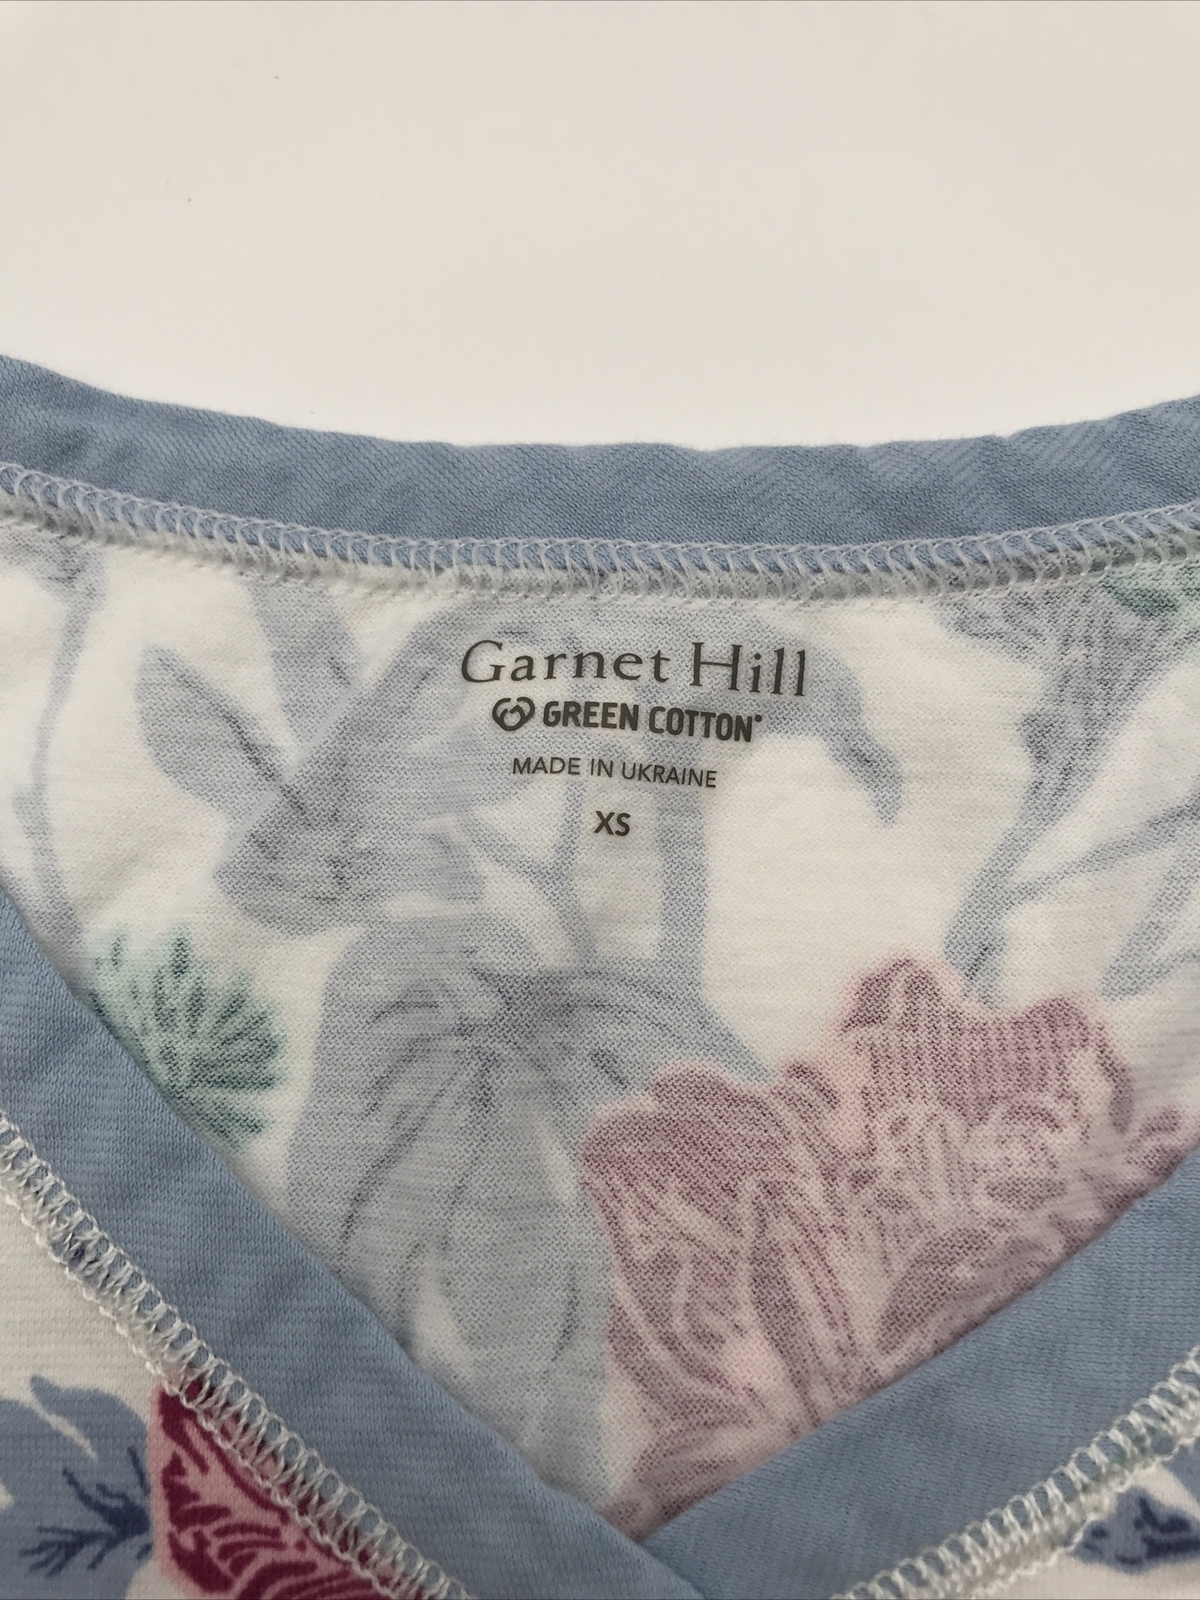 Garnet Hill
GREEN COTTON®
MADE IN UKRAINE
XS